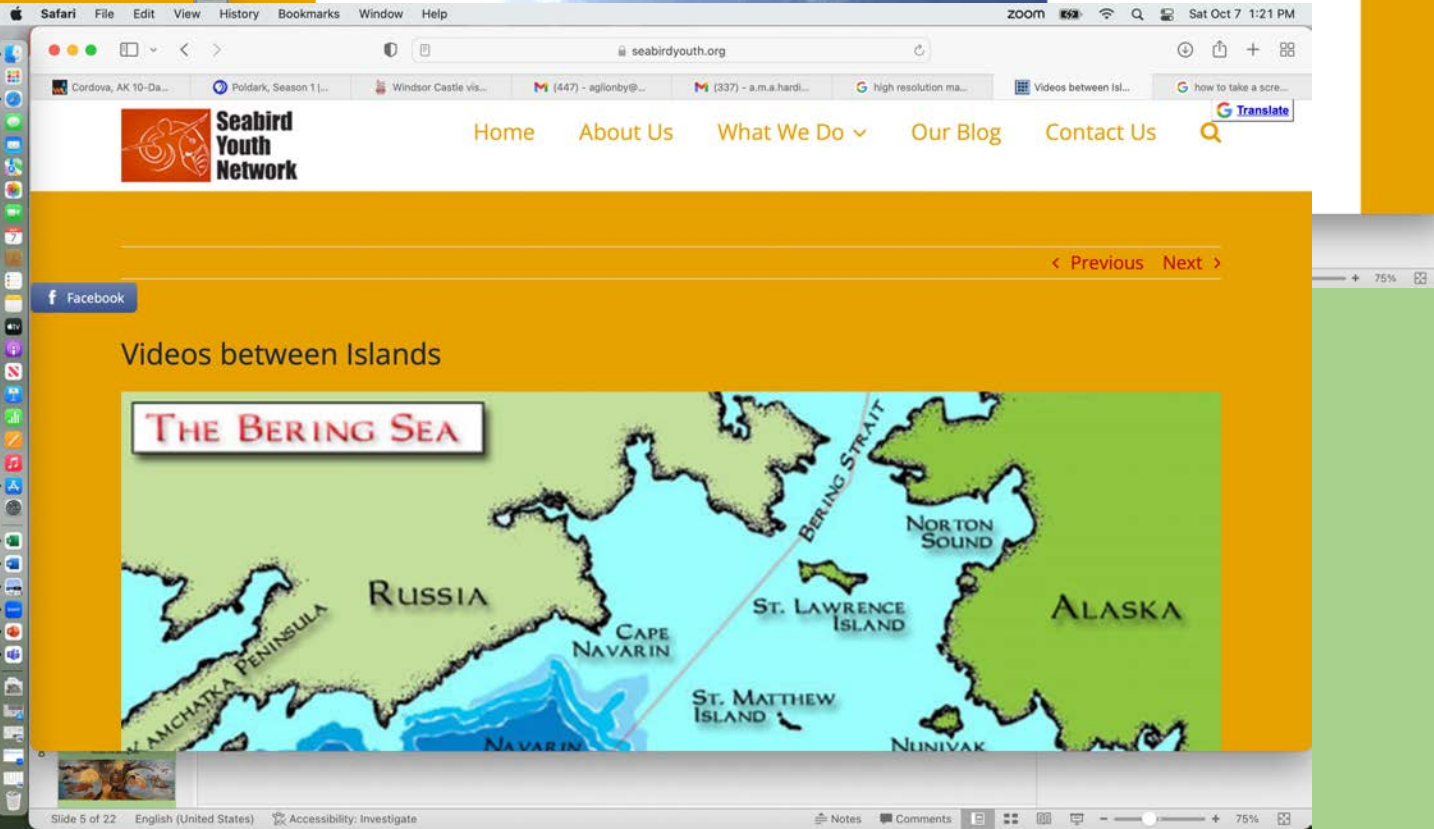 Safari File Edit View History Bookmarks Window Help zoom Sat Oct 7 1:21 PM
seabirdyouth.org
Cordova, AK 10-Da... Poldark, Season 1 |... Windsor Castle vis... (447) - aglionby@... (337) - a.m.a.hardi... high resolution ma... Videos between Isl... how to take a scre...
Translate
Seabird
Youth
Network
Home About Us What We Do Our Blog Contact Us
< Previous Next >
+ 75%
f Facebook
Videos between Islands
THE BERING SEA
BERING STRAIT
NORTON
SOUND
RUSSIA
ST. LAWRENCE
ISLAND
ALASKA
CAPE
NAVARIN
KAMCHATKA PENINSULA
ST. MATTHEW
ISLAND
NAVARIN
NUNIVAK
8
Slide 5 of 22 English (United States) Accessibility: Investigate Notes Comments - + 75%